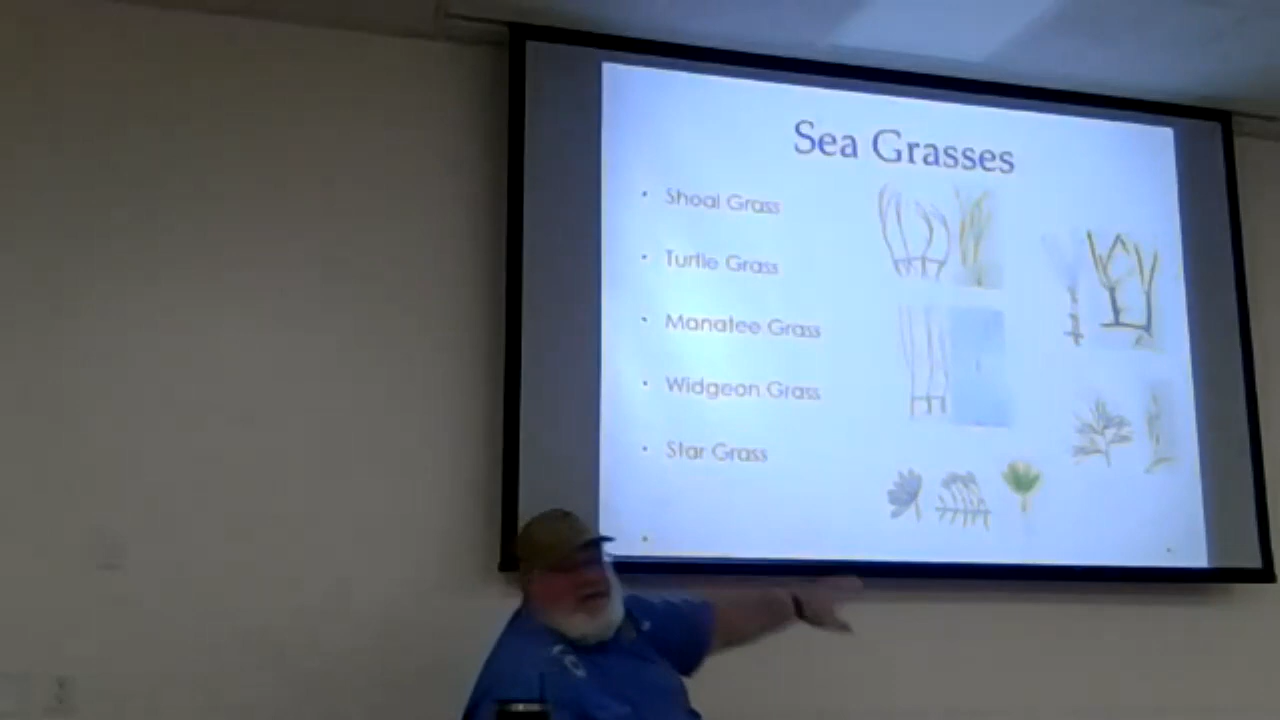 Sea Grasses
• Shoal Grass
• Turtle Grass
• Manatee Grass
• Widgeon Grass
• Star Grass